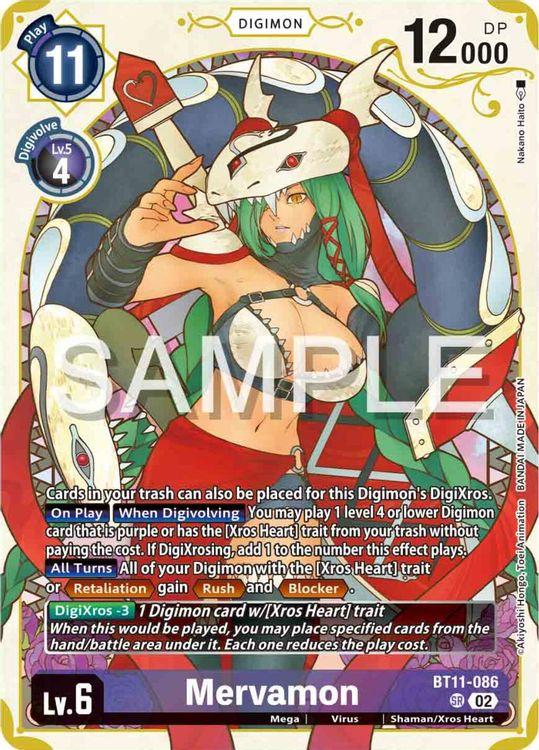 DIGIMON
Play
11
12000
DP
Digivolve
Lv.5
4
Nakano Haito
SAMPLE
Cards in your trash can also be placed for this Digimon's DigiXros.
On Play When Digivolving You may play 1 level 4 or lower Digimon
card that is purple or has the [Xros Heart] trait from your trash without
paying the cost. If DigiXrosing, add 1 to the number this effect plays.
All Turns All of your Digimon with the [Xros Heart] trait
or Retaliation gain Rush and Blocker .
DigiXros -3 1 Digimon card w/[Xros Heart] trait
When this would be played, you may place specified cards from the
hand/battle area under it. Each one reduces the play cost.
©Akiyoshi Hongo, Toei Animation BANDAI MADE IN JAPAN
Lv.6
Mervamon
BT11-086
SR 02
Mega Virus Shaman/Xros Heart